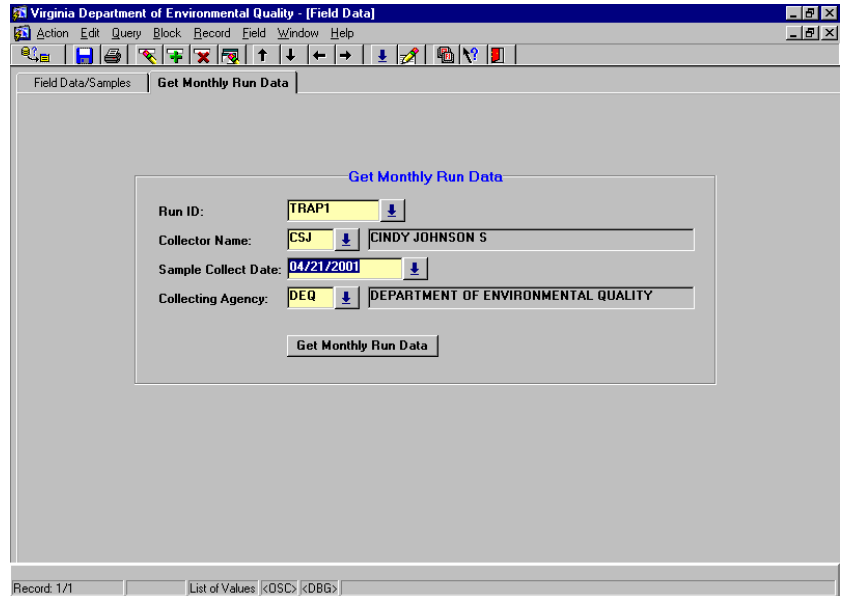 Virginia Department of Environmental Quality - [Field Data]
Action Edit Query Block Record Field Window Help
Field Data/Samples Get Monthly Run Data
Get Monthly Run Data
Run ID: TRAP1
Collector Name: CSJ CINDY JOHNSON S
Sample Collect Date: 04/21/2001
Collecting Agency: DEQ DEPARTMENT OF ENVIRONMENTAL QUALITY
Get Monthly Run Data
Record: 1/1 List of Values <OSC> <DBG>